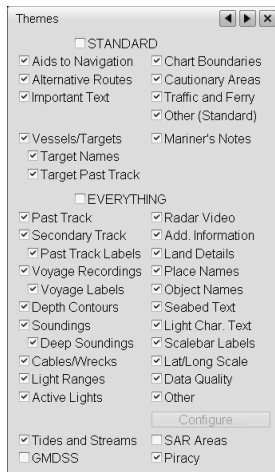 Themes
STANDARD
Aids to Navigation Chart Boundaries
Alternative Routes Cautionary Areas
Important Text Traffic and Ferry
Other (Standard)
Vessels/Targets Mariner's Notes
Target Names
Target Past Track
EVERYTHING
Past Track Radar Video
Secondary Track Add. Information
Past Track Labels Land Details
Voyage Recordings Place Names
Voyage Labels Object Names
Depth Contours Seabed Text
Soundings Light Char. Text
Deep Soundings Scalebar Labels
Cables/Wrecks Lat/Long Scale
Light Ranges Data Quality
Active Lights Other
Configure...
Tides and Streams SAR Areas
GMDSS Piracy